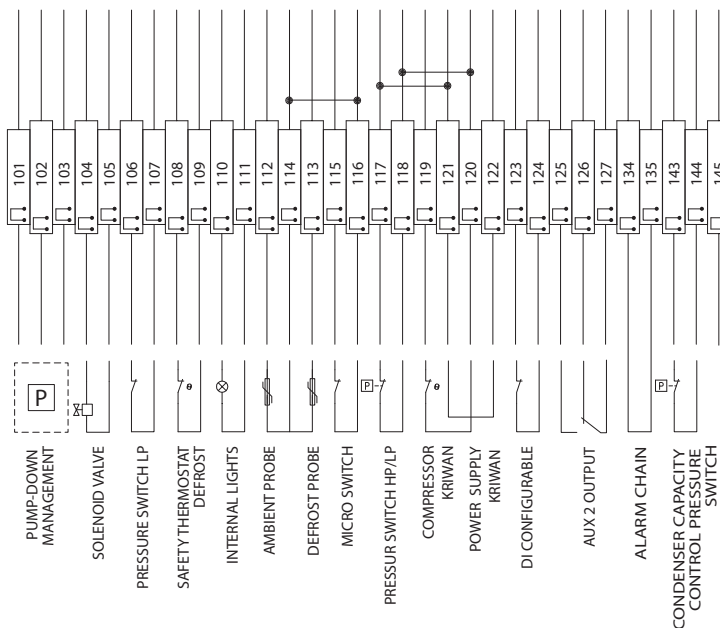 101
102
103
104
105
106
107
108
109
110
111
112
114
113
115
116
117
118
119
121
120
122
123
124
125
126
127
134
135
143
144
145
P
P
P
θ
θ
PUMP-DOWN
MANAGEMENT
SOLENOID VALVE
PRESSURE SWITCH LP
SAFETY THERMOSTAT
DEFROST
INTERNAL LIGHTS
AMBIENT PROBE
DEFROST PROBE
MICRO SWITCH
PRESSUR SWITCH HP/LP
COMPRESSOR
KRIWAN
POWER SUPPLY
KRIWAN
DI CONFIGURABLE
AUX 2 OUTPUT
ALARM CHAIN
CONDENSER CAPACITY
CONTROL PRESSURE
SWITCH